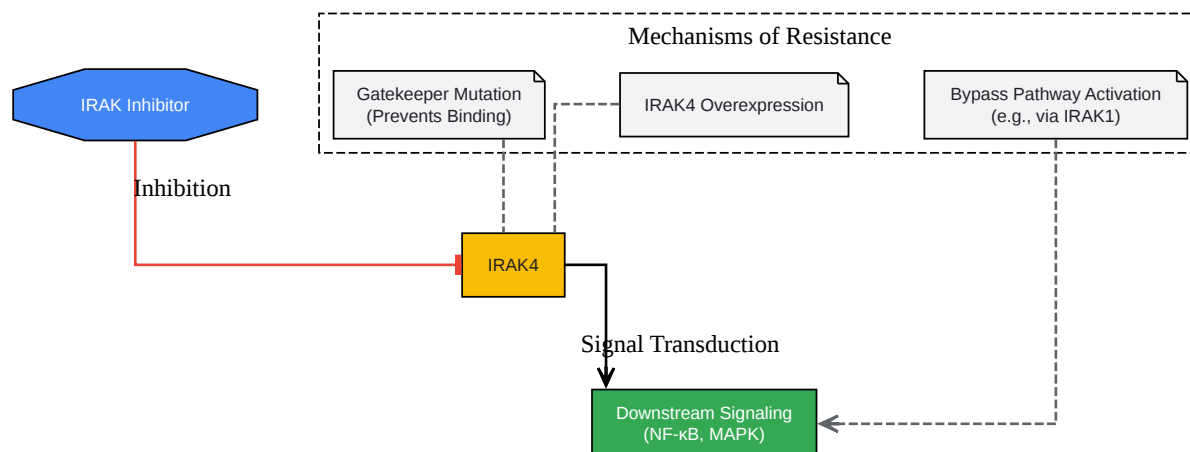 Mechanisms of Resistance
IRAK Inhibitor
Gatekeeper Mutation
(Prevents Binding)
IRAK4 Overexpression
Bypass Pathway Activation
(e.g., via IRAK1)
Inhibition
IRAK4
Signal Transduction
Downstream Signaling
(NF-κB, MAPK)